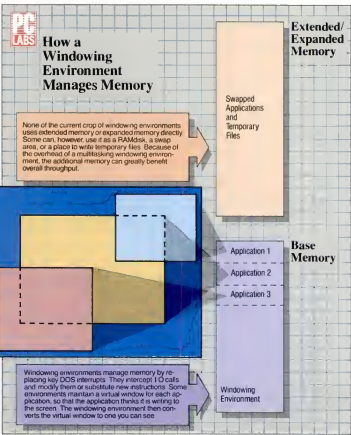 PC
LABS
How a
Windowing
Environment
Manages Memory
Extended/
Expanded
Memory
None of the current crop of windowing environments
uses extended memory or expanded memory directly.
Some can, however, use it as a RAMdisk, a swap
area, or a place to write temporary files. Because of
the overhead of a multitasking windowing environ-
ment, the additional memory can greatly benefit
overall throughput.
Swapped
Applications
and
Temporary
Files
Base
Memory
Application 1
Application 2
Application 3
Windowing
Environment
Windowing environments manage memory by re-
placing key DOS interrupts. They intercept I/O calls
and modify them or substitute new instructions. Some
environments maintain a virtual window for each ap-
plication, so that the application thinks it is writing to
the screen. The windowing environment then con-
verts the virtual window to one you can see